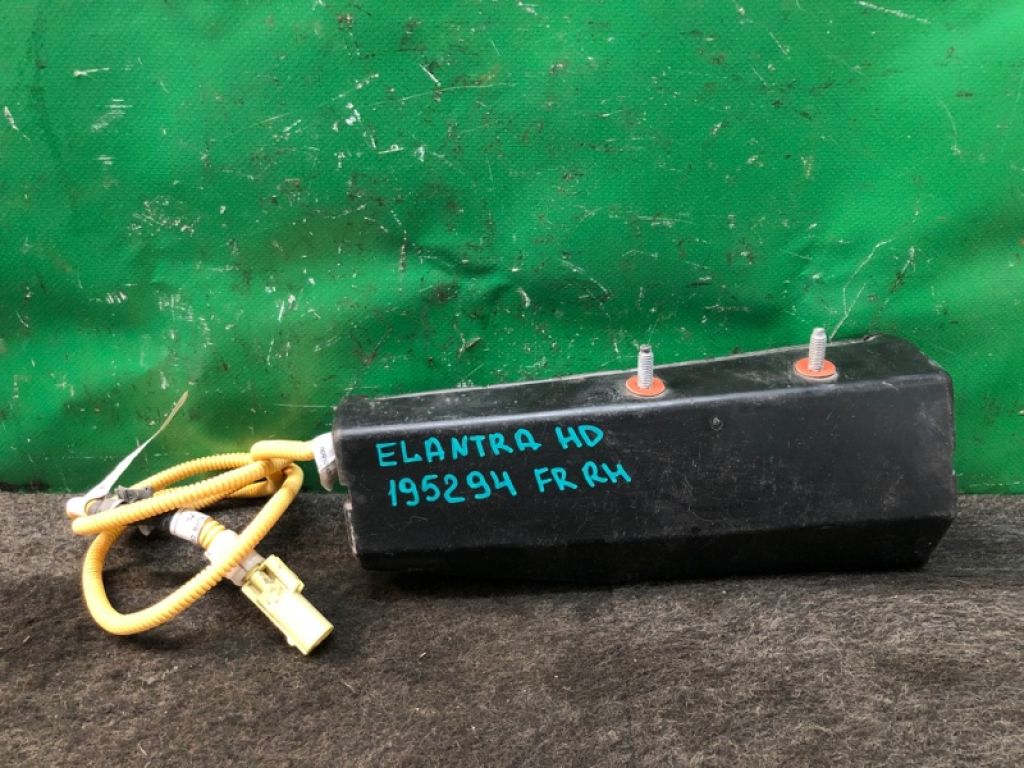 ELANTRA HD
195294 FR RH